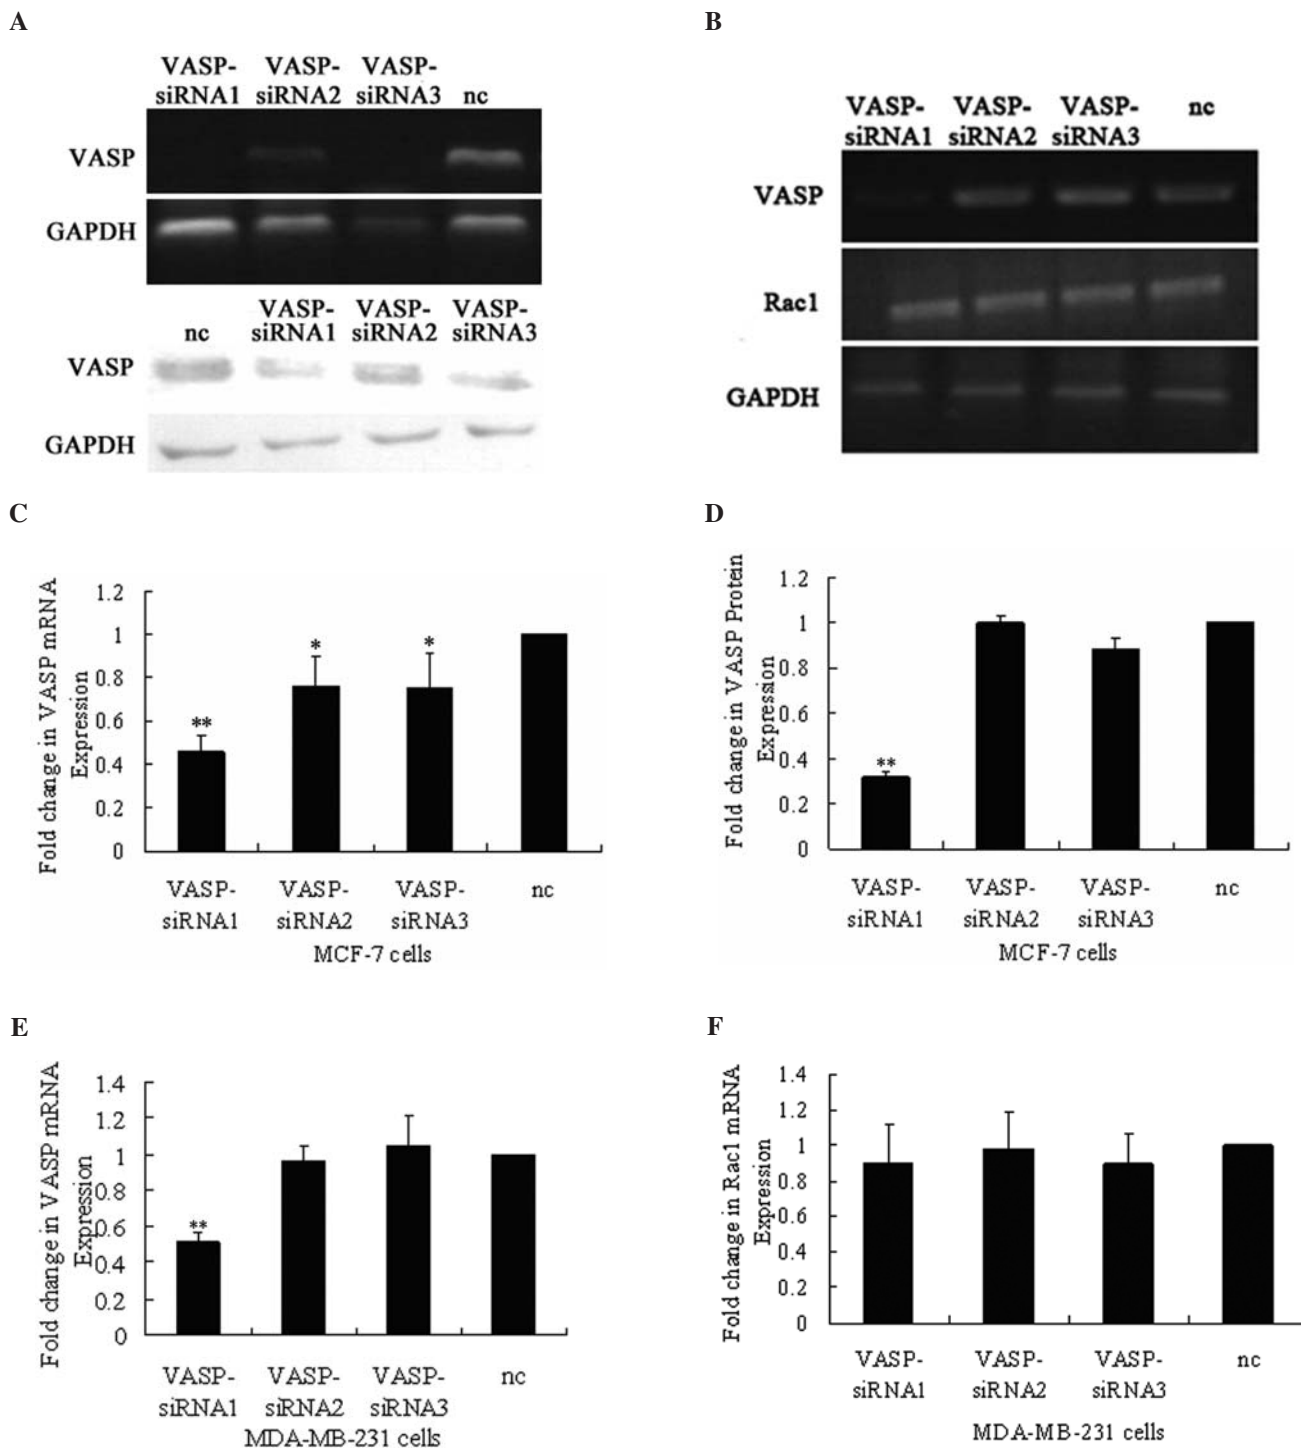 A
VASP-siRNA1 VASP-siRNA2 VASP-siRNA3 nc
VASP
GAPDH
nc VASP-siRNA1 VASP-siRNA2 VASP-siRNA3
VASP
GAPDH
B
VASP-siRNA1 VASP-siRNA2 VASP-siRNA3 nc
VASP
Rac1
GAPDH
C
Fold change in VASP mRNA
Expression
1.2
1
0.8
0.6
0.4
0.2
0
**
*
*
VASP-siRNA1 VASP-siRNA2 VASP-siRNA3 nc
MCF-7 cells
D
Fold change in VASP Protein
Expression
1.2
1
0.8
0.6
0.4
0.2
0
**
VASP-siRNA1 VASP-siRNA2 VASP-siRNA3 nc
MCF-7 cells
E
Fold change in VASP mRNA
Expression
1.4
1.2
1
0.8
0.6
0.4
0.2
0
**
VASP-siRNA1 VASP-siRNA2 VASP-siRNA3 nc
MDA-MB-231 cells
F
Fold change in Rac1 mRNA
Expression
1.4
1.2
1
0.8
0.6
0.4
0.2
0
VASP-siRNA1 VASP-siRNA2 VASP-siRNA3 nc
MDA-MB-231 cells